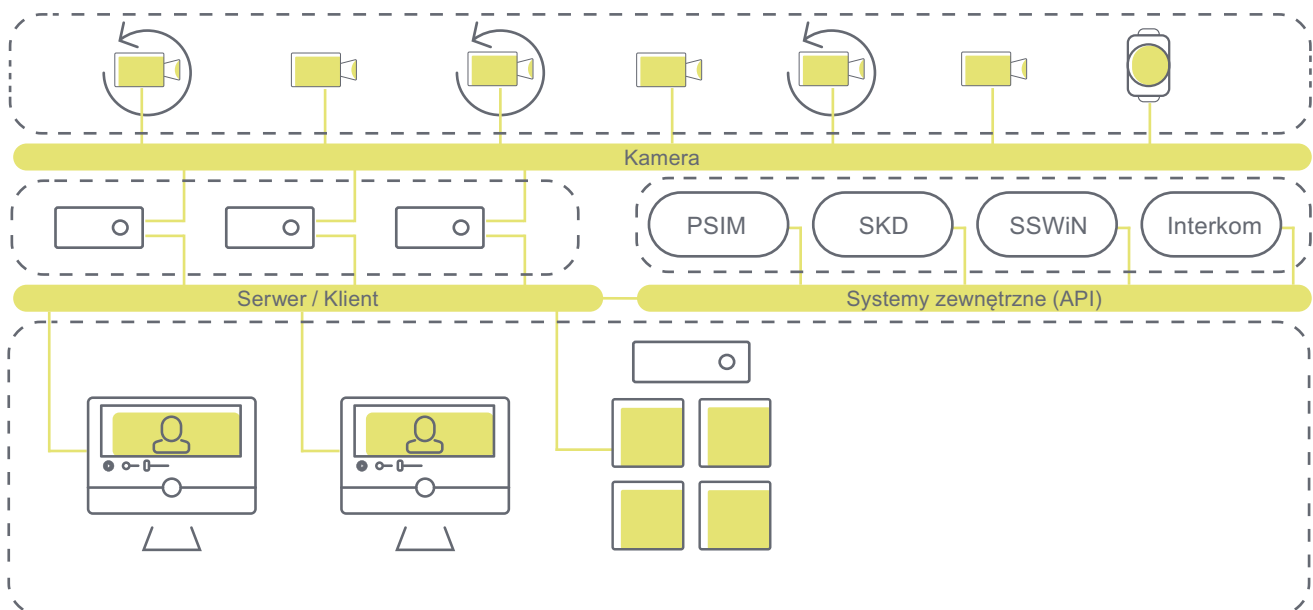 Kamera
PSIM
SKD
SSWiN
Interkom
Serwer / Klient
Systemy zewnętrzne (API)